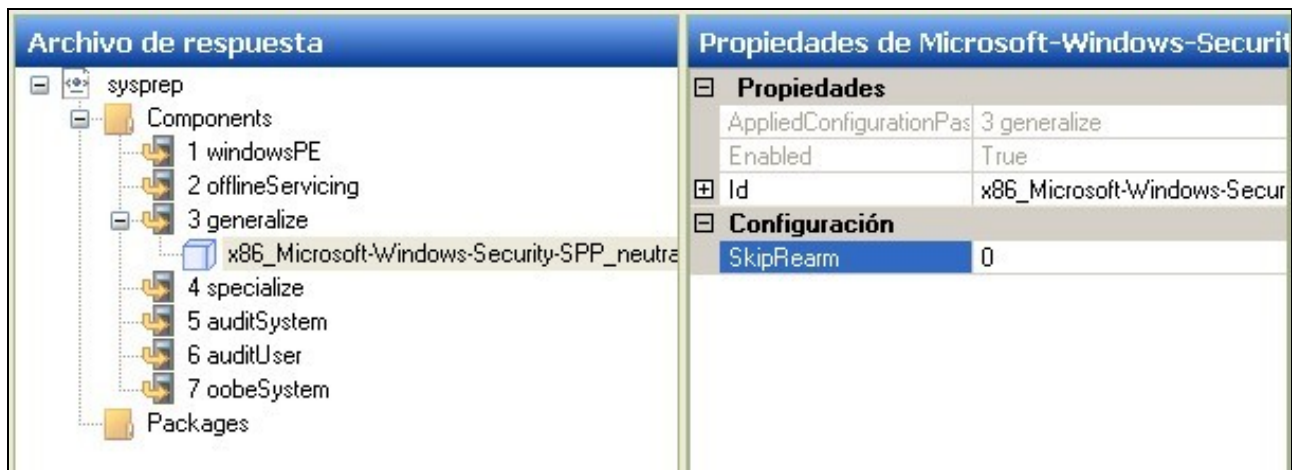 Archivo de respuesta
sysprep
Components
1 windowsPE
2 offlineServicing
3 generalize
x86_Microsoft-Windows-Security-SPP_neutra
4 specialize
5 auditSystem
6 auditUser
7 oobeSystem
Packages
Propiedades de Microsoft-Windows-Securit
Propiedades
AppliedConfigurationPas 3 generalize
Enabled True
Id x86_Microsoft-Windows-Secur
Configuración
SkipRearm 0